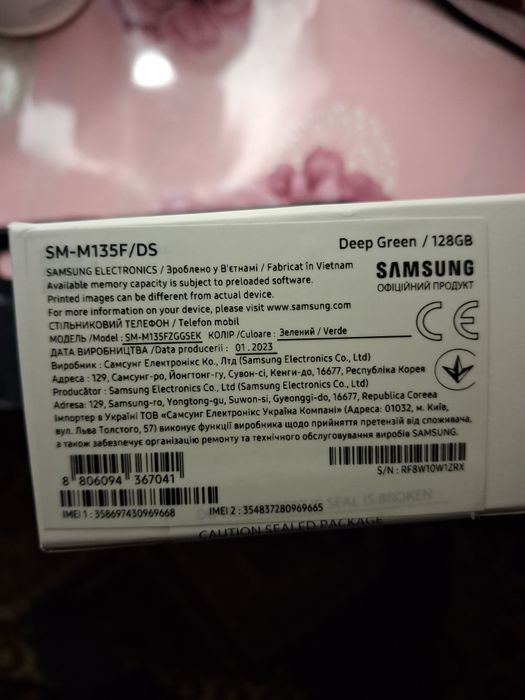 SM-M135F/DS
Deep Green / 128GB
SAMSUNG ELECTRONICS / Зроблено у В'єтнамі / Fabricat în Vietnam
Available memory capacity is subject to preloaded software.
Printed images can be different from actual device.
For more information on your device, please visit www.samsung.com
SAMSUNG
ОФІЦІЙНИЙ ПРОДУКТ
СТІЛЬНИКОВИЙ ТЕЛЕФОН / Telefon mobil
МОДЕЛЬ /Model : SM-M135FZGGSEK КОЛІР /Culoare : Зелений / Verde
ДАТА ВИРОБНИЦТВА /Data producerii : 01.2023
CE
Виробник : Самсунг Електронікс Ко., Лтд (Samsung Electronics Co., Ltd)
Адреса : 129, Самсунг-ро, Йонгтонг-гу, Сувон-сі, Кенги-до, 16677, Республіка Корея
Producător : Samsung Electronics Co., Ltd (Samsung Electronics Co., Ltd)
Adresa: 129, Samsung-ro, Yongtong-gu, Suwon-si, Gyeonggi-do, 16677, Republica Coreea
Імпортер в Україні ТОВ «Самсунг Електронікс Україна Компані» (Адреса: 01032, м. Київ,
вул. Льва Толстого, 57) виконує функції виробника щодо прийняття претензій від споживача,
а також забезпечує організацію ремонту та технічного обслуговування виробів SAMSUNG.
8 806094 367041
S/N : RF8W10W1ZRX
IMEI 1 : 358697430969668
IMEI 2 : 354837280969665
SEAL IS BROKEN
CAUTION SEALED PACKAGE